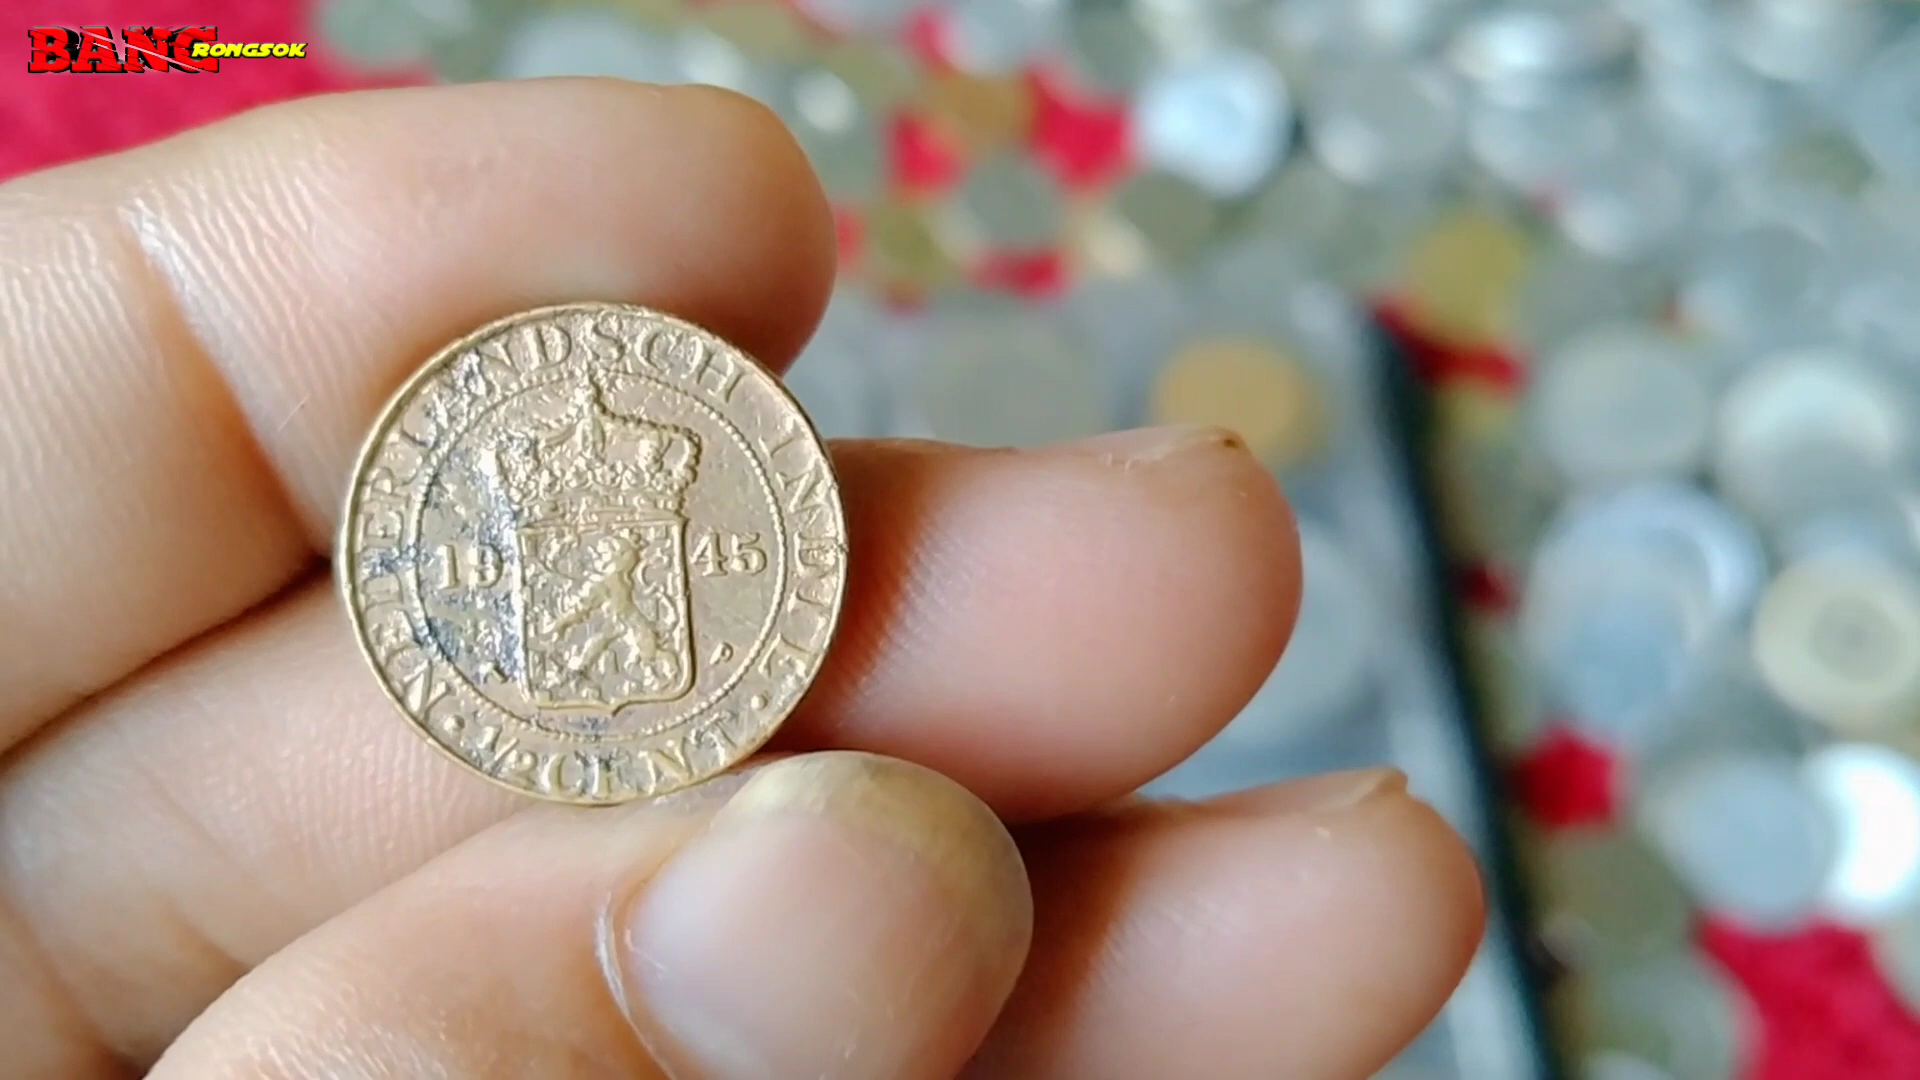 BANG
RONGSOK
NEDERLANDSCH INDIE
19 45
P
· 1/2 CENT ·